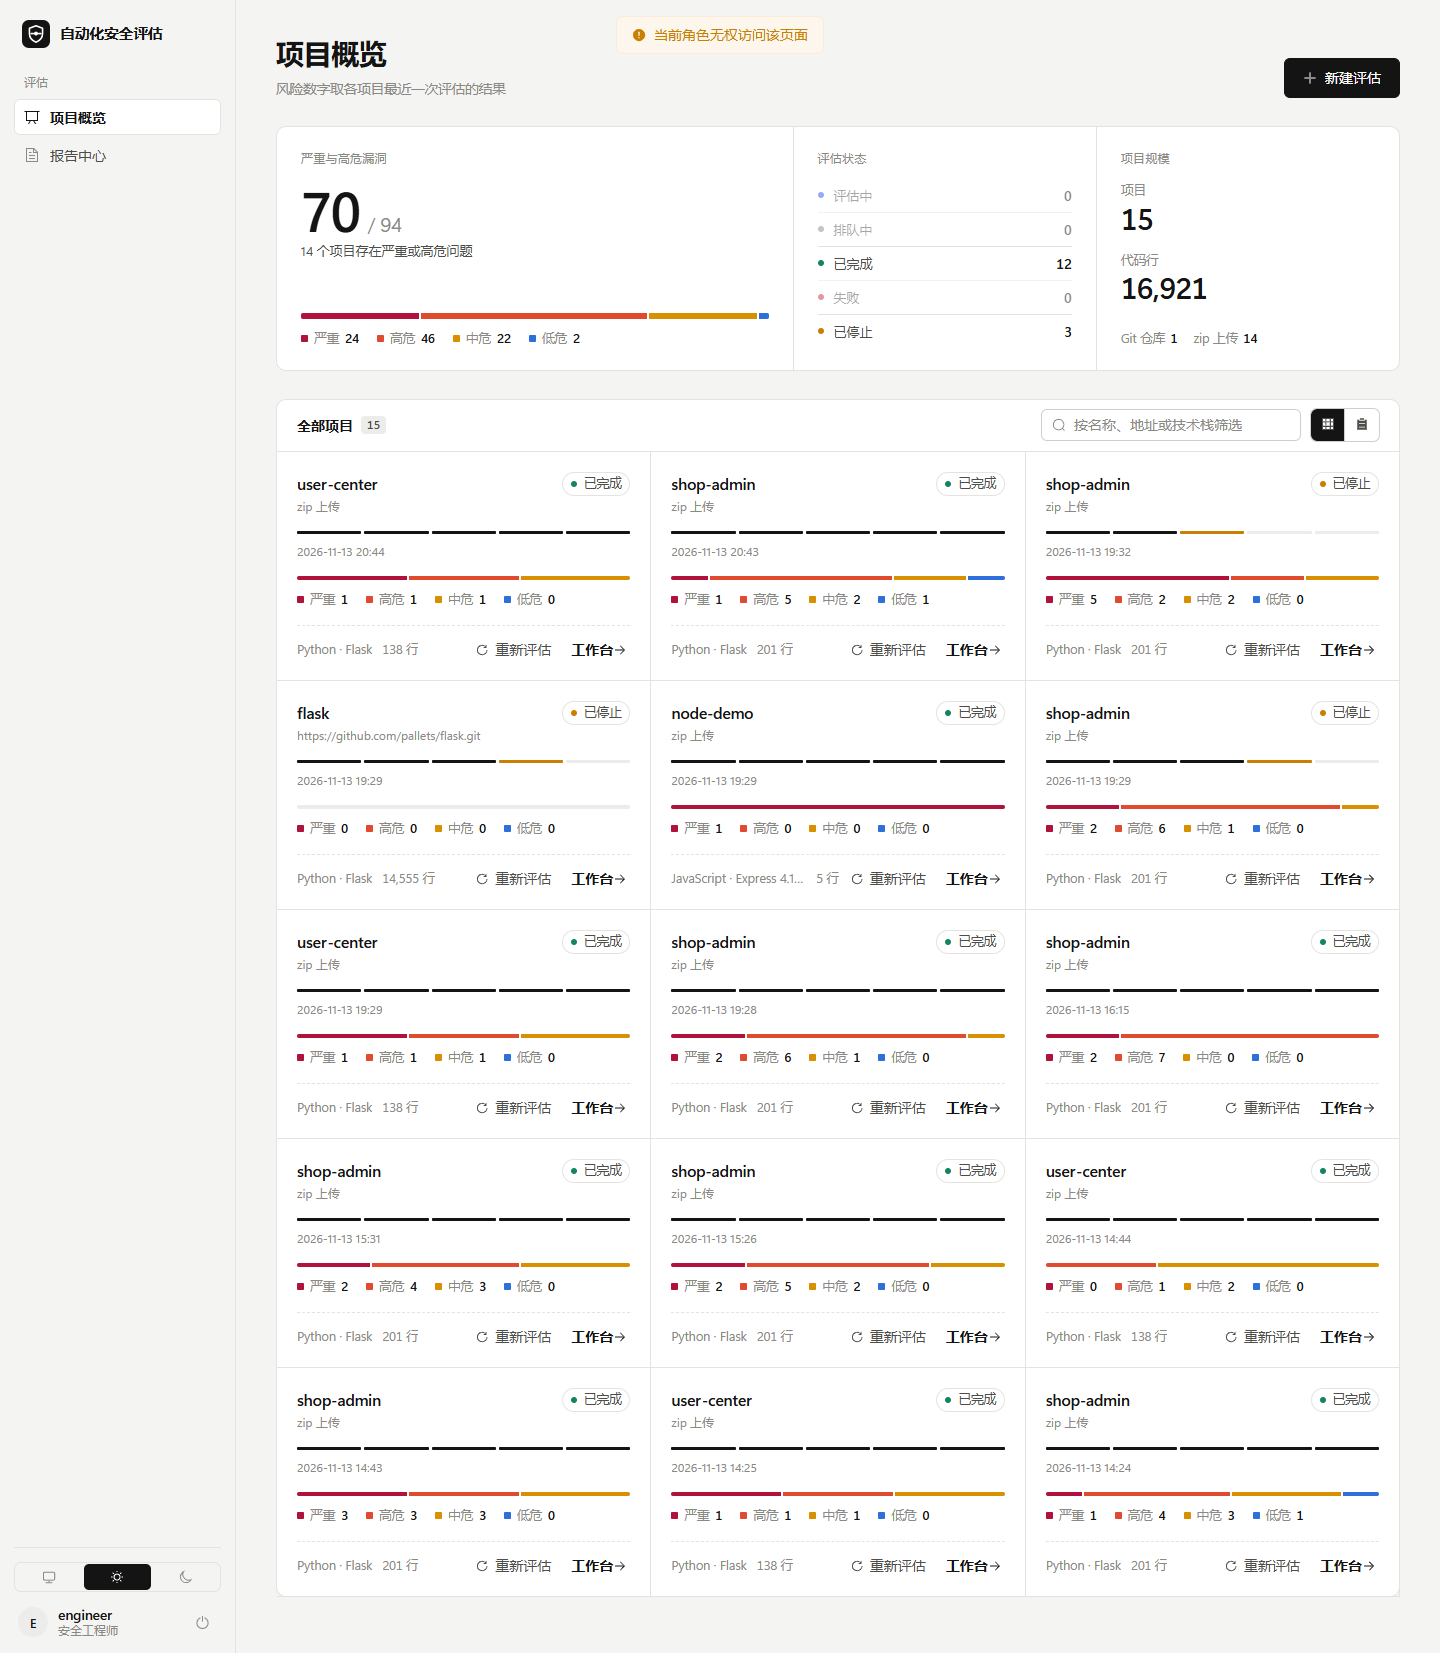 自动化安全评估
评估
项目概览
报告中心
当前角色无权访问该页面
项目概览
风险数字取各项目最近一次评估的结果
新建评估
严重与高危漏洞
70 / 94
14 个项目存在严重或高危问题
严重 24 高危 46 中危 22 低危 2
评估状态
评估中 0
排队中 0
已完成 12
失败 0
已停止 3
项目规模
项目
15
代码行
16,921
Git 仓库 1 zip 上传 14
全部项目 15
按名称、地址或技术栈筛选
user-center 已完成
zip 上传
2026-11-13 20:44
严重 1 高危 1 中危 1 低危 0
Python · Flask 138 行 重新评估 工作台
shop-admin 已完成
zip 上传
2026-11-13 20:43
严重 1 高危 5 中危 2 低危 1
Python · Flask 201 行 重新评估 工作台
shop-admin 已停止
zip 上传
2026-11-13 19:32
严重 5 高危 2 中危 2 低危 0
Python · Flask 201 行 重新评估 工作台
flask 已停止
https://github.com/pallets/flask.git
2026-11-13 19:29
严重 0 高危 0 中危 0 低危 0
Python · Flask 14,555 行 重新评估 工作台
node-demo 已完成
zip 上传
2026-11-13 19:29
严重 1 高危 0 中危 0 低危 0
JavaScript · Express 4.1... 5 行 重新评估 工作台
shop-admin 已停止
zip 上传
2026-11-13 19:29
严重 2 高危 6 中危 1 低危 0
Python · Flask 201 行 重新评估 工作台
user-center 已完成
zip 上传
2026-11-13 19:29
严重 1 高危 1 中危 1 低危 0
Python · Flask 138 行 重新评估 工作台
shop-admin 已完成
zip 上传
2026-11-13 19:28
严重 2 高危 6 中危 1 低危 0
Python · Flask 201 行 重新评估 工作台
shop-admin 已完成
zip 上传
2026-11-13 16:15
严重 2 高危 7 中危 0 低危 0
Python · Flask 201 行 重新评估 工作台
shop-admin 已完成
zip 上传
2026-11-13 15:31
严重 2 高危 4 中危 3 低危 0
Python · Flask 201 行 重新评估 工作台
shop-admin 已完成
zip 上传
2026-11-13 15:26
严重 2 高危 5 中危 2 低危 0
Python · Flask 201 行 重新评估 工作台
user-center 已完成
zip 上传
2026-11-13 14:44
严重 0 高危 1 中危 2 低危 0
Python · Flask 138 行 重新评估 工作台
shop-admin 已完成
zip 上传
2026-11-13 14:43
严重 3 高危 3 中危 3 低危 0
Python · Flask 201 行 重新评估 工作台
user-center 已完成
zip 上传
2026-11-13 14:25
严重 1 高危 1 中危 1 低危 0
Python · Flask 138 行 重新评估 工作台
shop-admin 已完成
zip 上传
2026-11-13 14:24
严重 1 高危 4 中危 3 低危 1
Python · Flask 201 行 重新评估 工作台
E
engineer
安全工程师